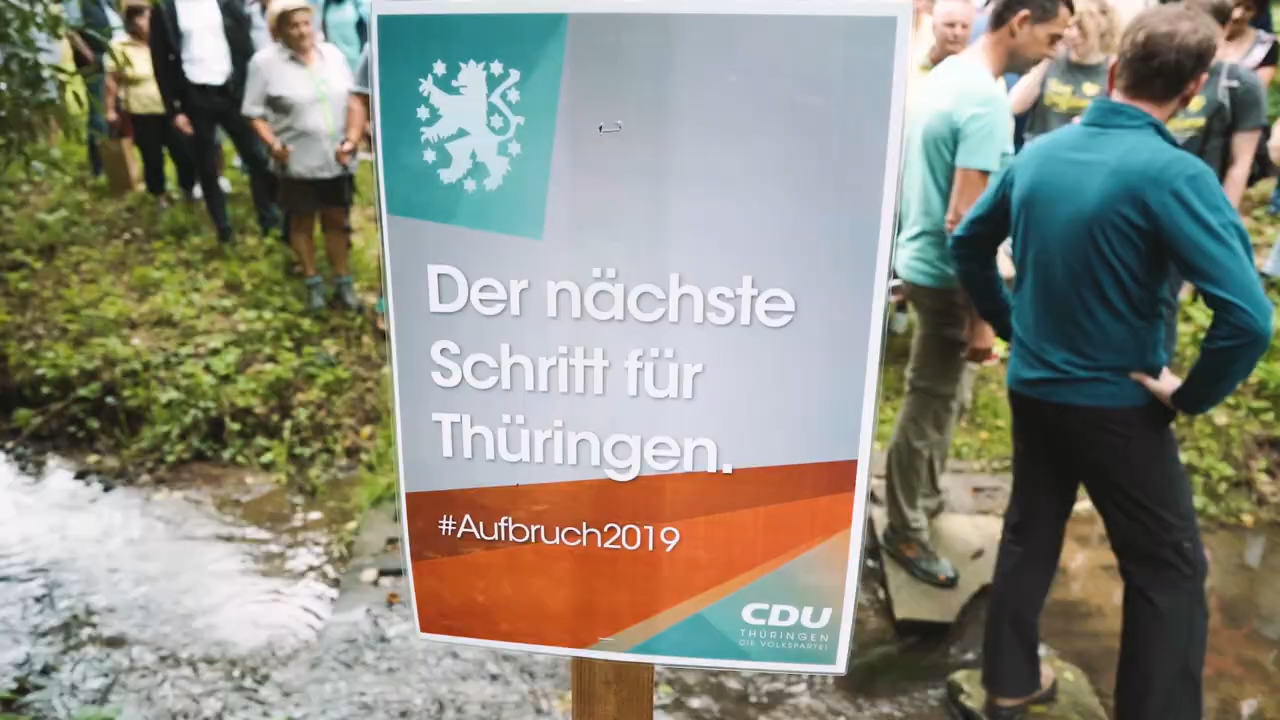 Der nächste
Schritt für
Thüringen.
#Aufbruch2019
CDU
THÜRINGEN
DIE VOLKSPARTEI